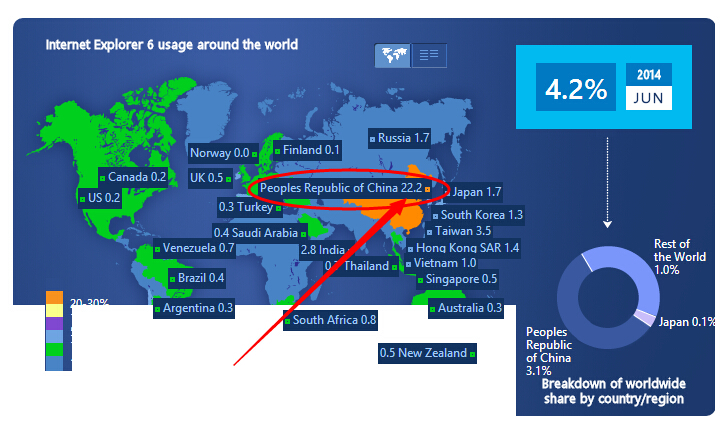 Internet Explorer 6 usage around the world
4.2%
2014
JUN
Russia 1.7
Norway 0.0
Finland 0.1
Canada 0.2
UK 0.5
Peoples Republic of China 22.2
US 0.2
Japan 1.7
0.3 Turkey
South Korea 1.3
0.4 Saudi Arabia
Taiwan 3.5
Venezuela 0.7
2.8 India
Hong Kong SAR 1.4
Thailand
Vietnam 1.0
Brazil 0.4
Singapore 0.5
Argentina 0.3
South Africa 0.8
Australia 0.3
0.5 New Zealand
20-30%
Rest of
the World
1.0%
Japan 0.1%
Peoples
Republic
of China
3.1%
Breakdown of worldwide
share by country/region